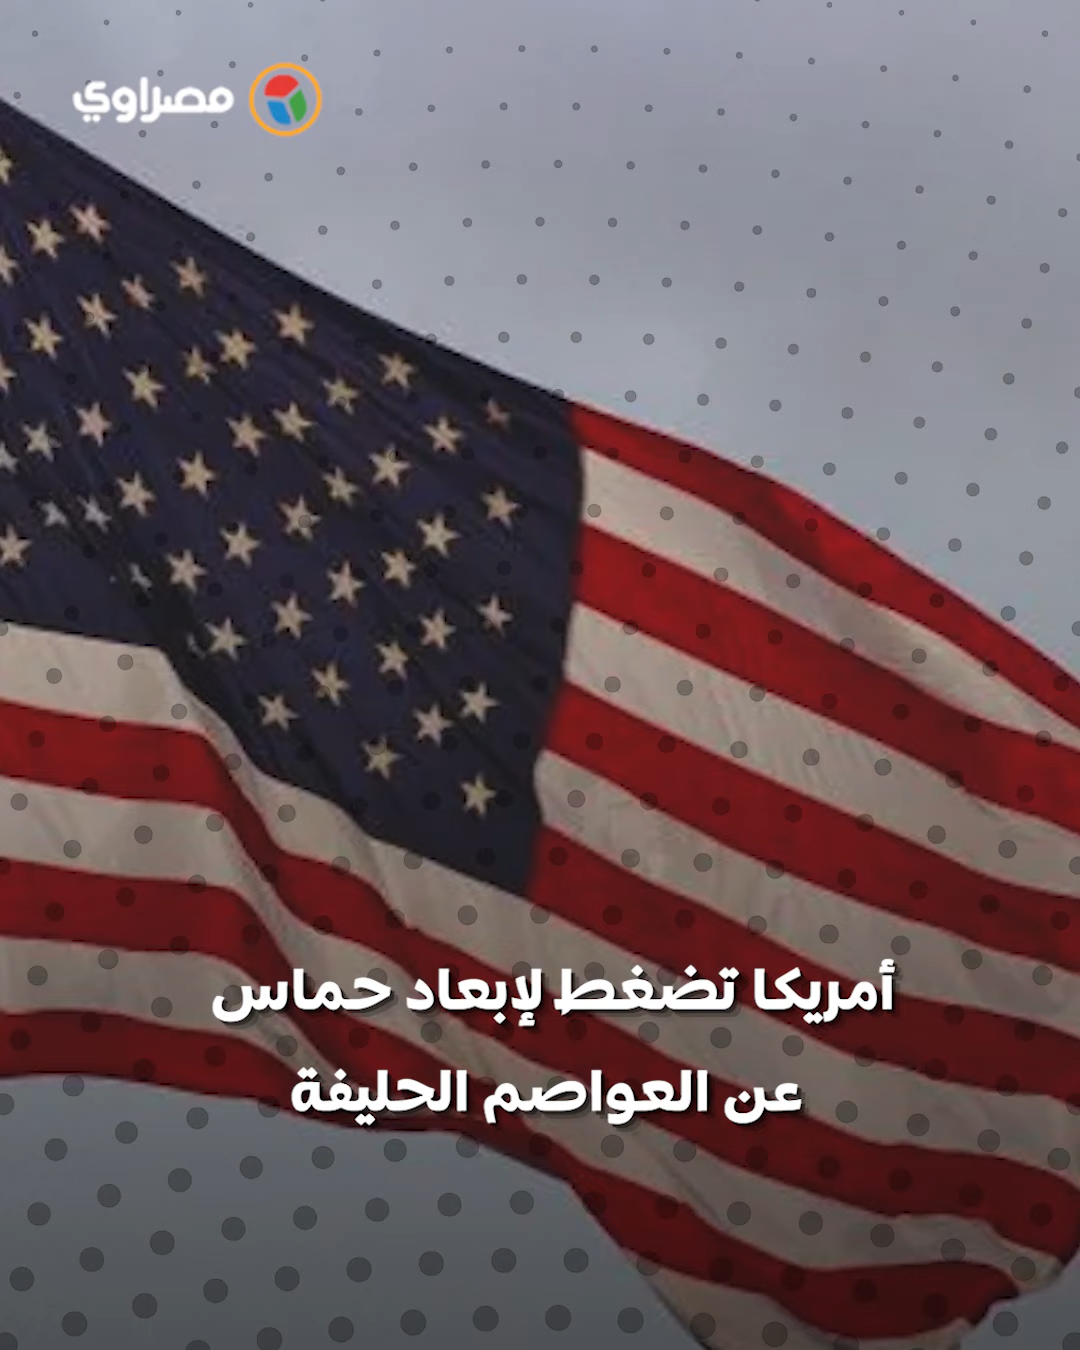 مصراوي
أمريكا تضغط لإبعاد حماس
عن العواصم الحليفة